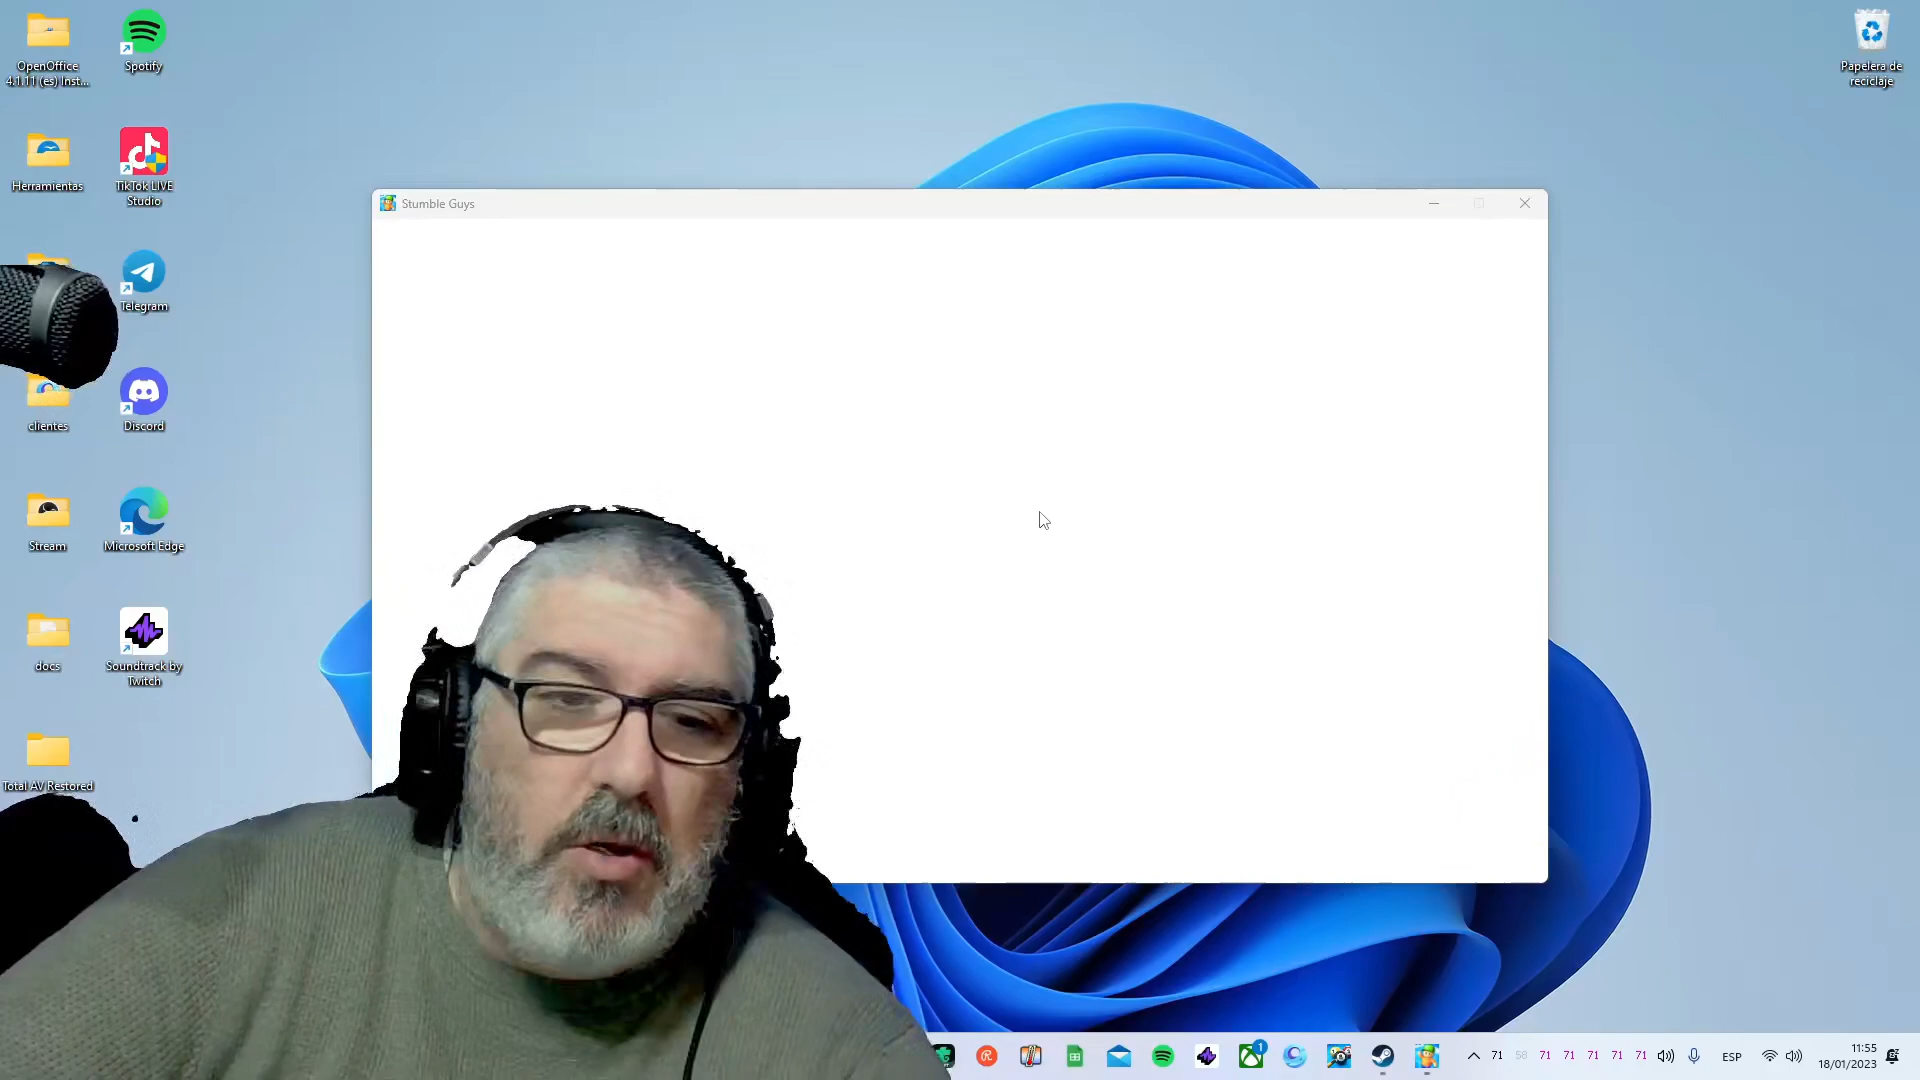 OpenOffice
4.1.11 (es) Inst...
Spotify
Papelera de
reciclaje
Herramientas
TikTok LIVE
Studio
Stumble Guys
Telegram
clientes
Discord
Stream
Microsoft Edge
docs
Soundtrack by
Twitch
Total AV Restored
1
71 58 71 71 71 71 71
ESP
11:55
18/01/2023